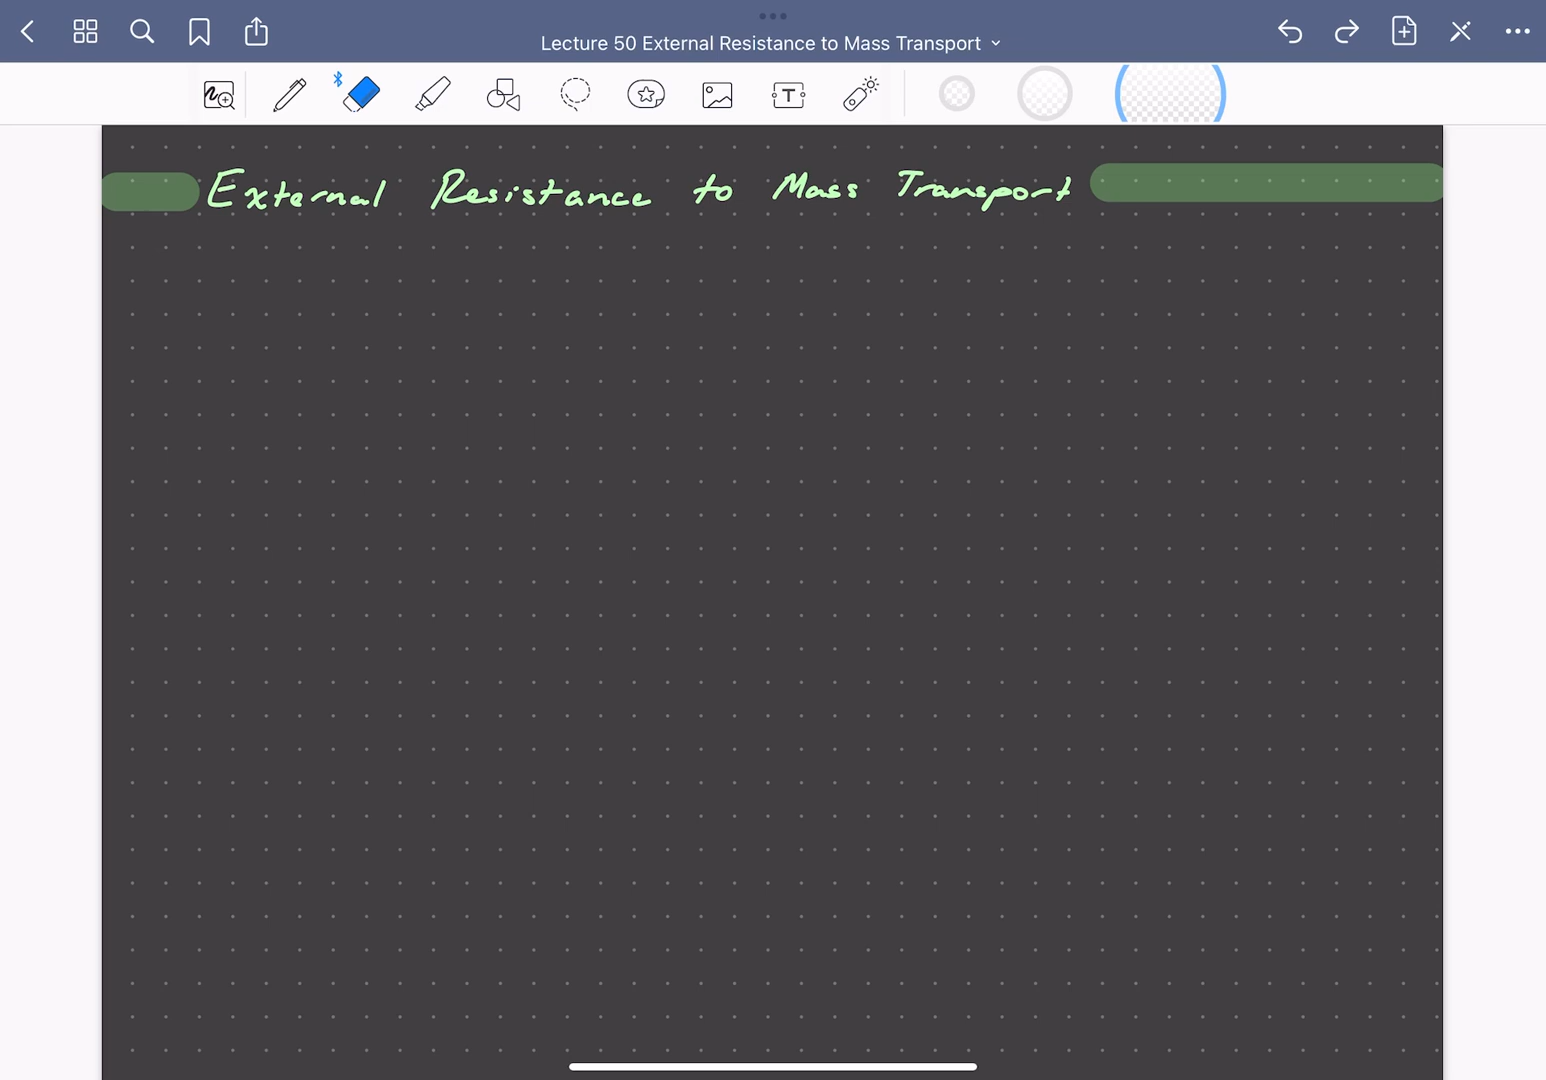 Lecture 50 External Resistance to Mass Transport
T
External Resistance to Mass Transport